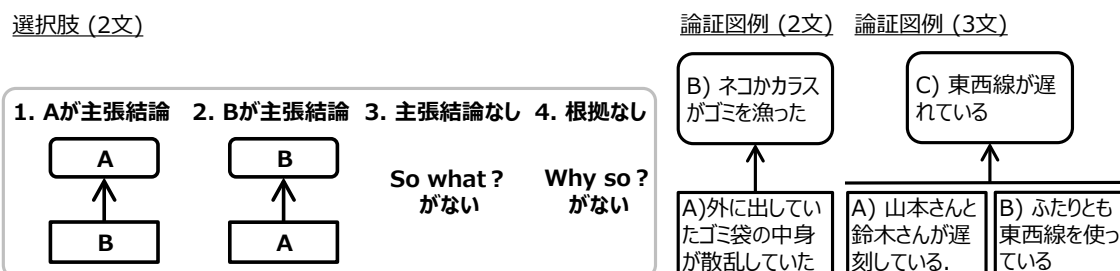 選択肢 (2文)
1. Aが主張結論
2. Bが主張結論
3. 主張結論なし
4. 根拠なし
A
B
B
A
So what？
がない
Why so？
がない
論証図例 (2文)
B) ネコかカラス
がゴミを漁った
A)外に出してい
たゴミ袋の中身
が散乱していた
論証図例 (3文)
C) 東西線が遅
れている
A) 山本さんと
鈴木さんが遅
刻している.
B) ふたりとも
東西線を使っ
ている